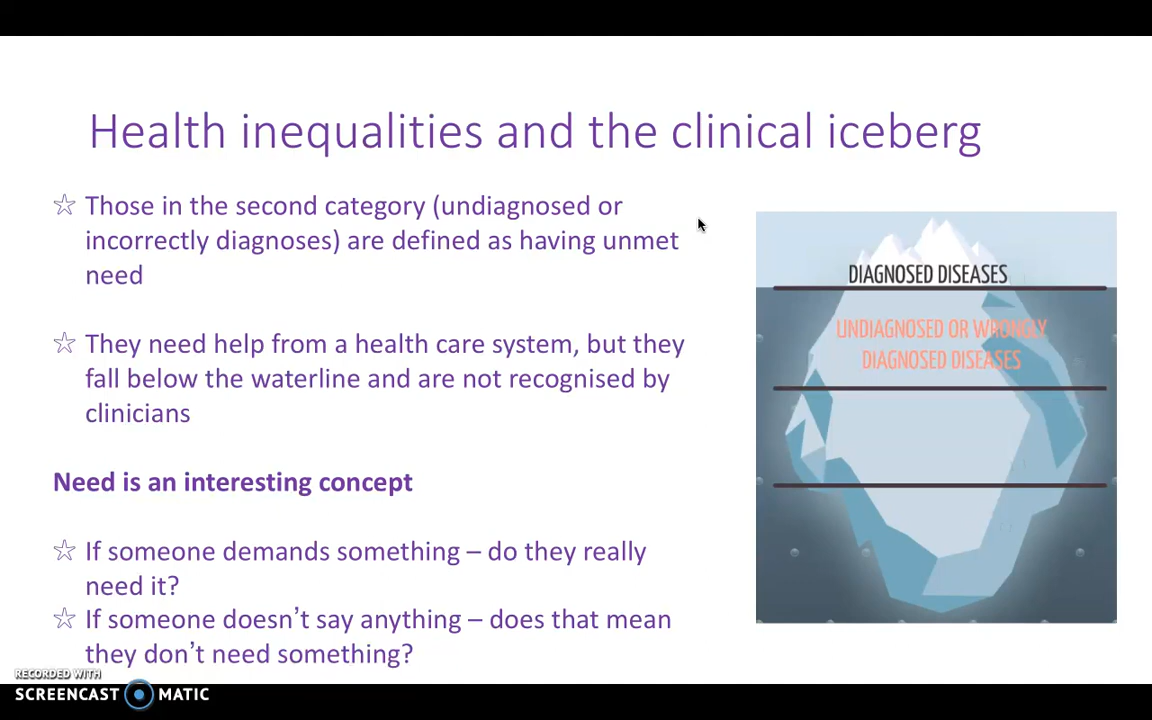 Health inequalities and the clinical iceberg
☆ Those in the second category (undiagnosed or
incorrectly diagnoses) are defined as having unmet
need
☆ They need help from a health care system, but they
fall below the waterline and are not recognised by
clinicians
Need is an interesting concept
☆ If someone demands something – do they really
need it?
☆ If someone doesn't say anything – does that mean
they don't need something?
DIAGNOSED DISEASES
UNDIAGNOSED OR WRONGLY
DIAGNOSED DISEASES
RECORDED WITH
SCREENCAST MATIC